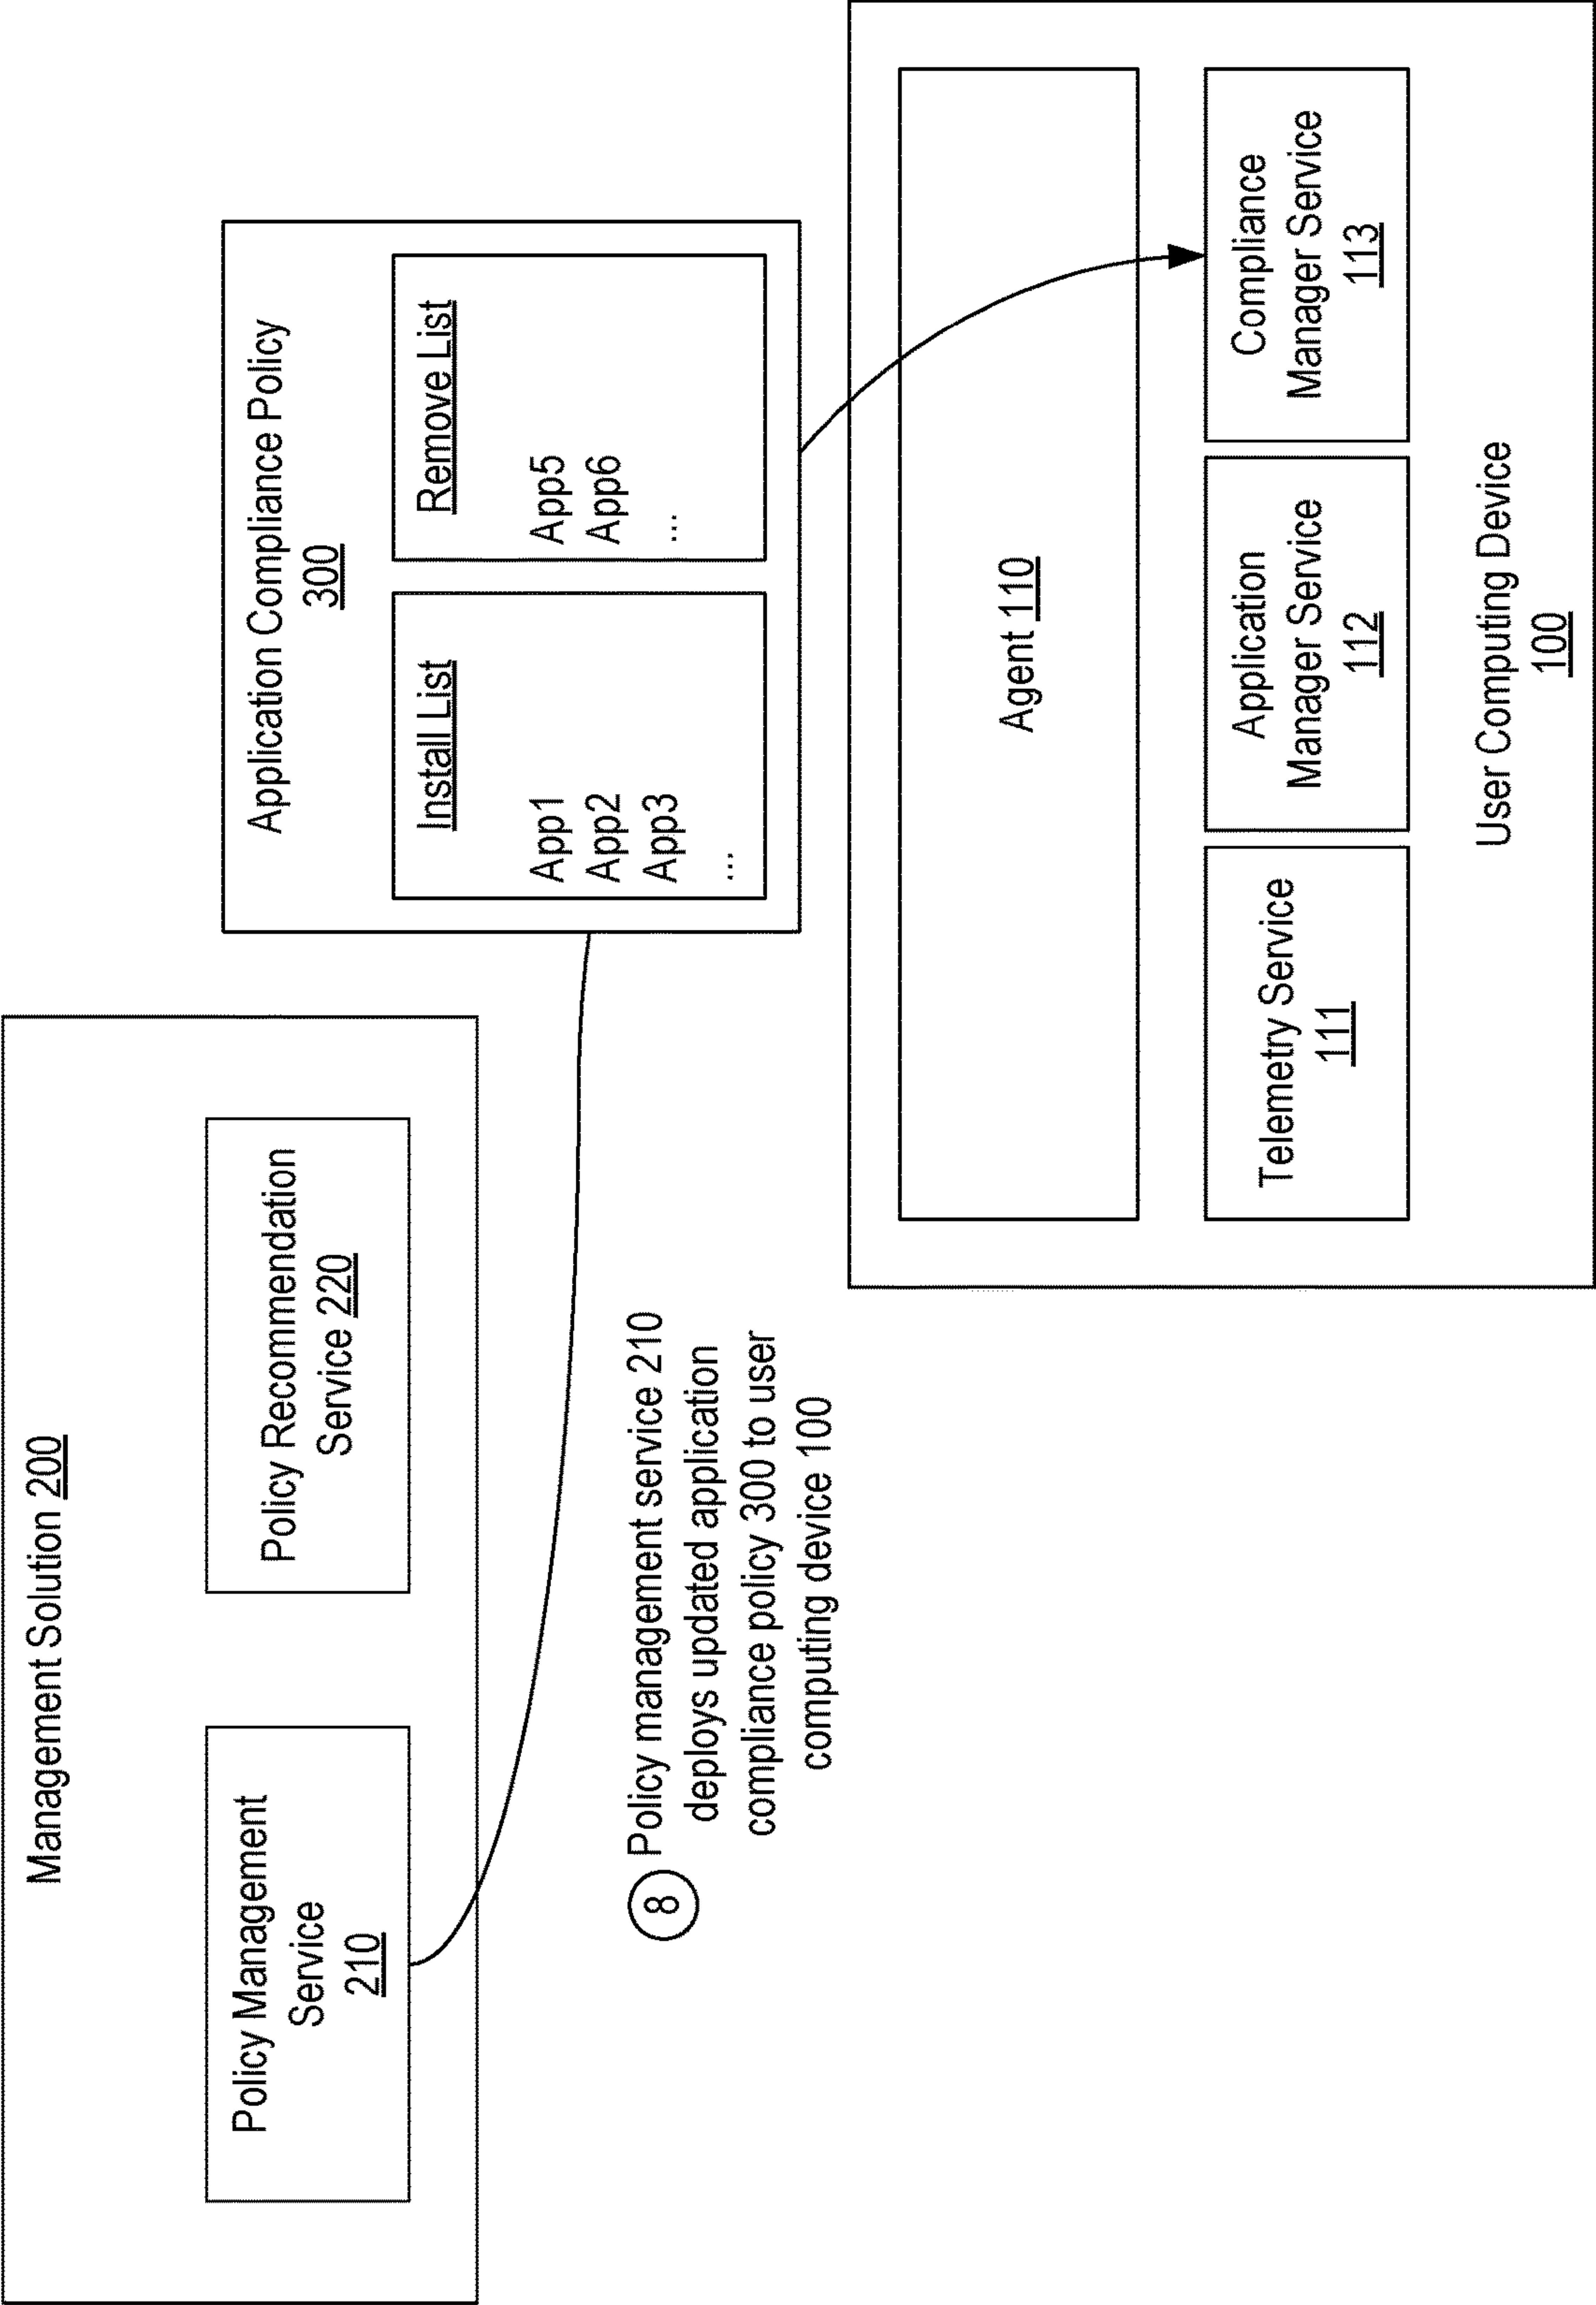 Management Solution 200
Policy Management
Service
210
Policy Recommendation
Service 220
8
Policy management service 210
deploys updated application
compliance policy 300 to user
computing device 100
Application Compliance Policy
300
Install List
App1
App2
App3
...
Remove List
App5
App6
...
Agent 110
Telemetry Service
111
Application
Manager Service
112
Compliance
Manager Service
113
User Computing Device
100